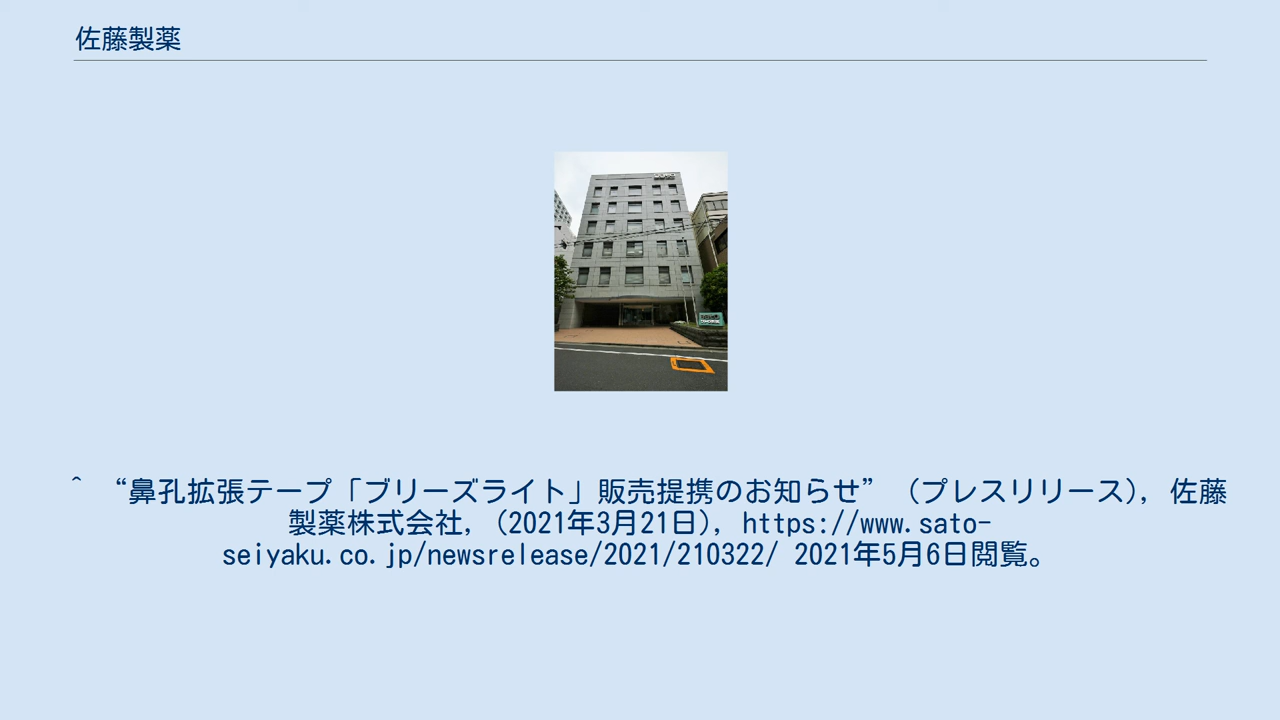 佐藤製薬
^ “鼻孔拡張テープ「ブリーズライト」販売提携のお知らせ” (プレスリリース), 佐藤
製薬株式会社, (2021年3月21日), https://www.sato-
seiyaku.co.jp/newsrelease/2021/210322/ 2021年5月6日閲覧。